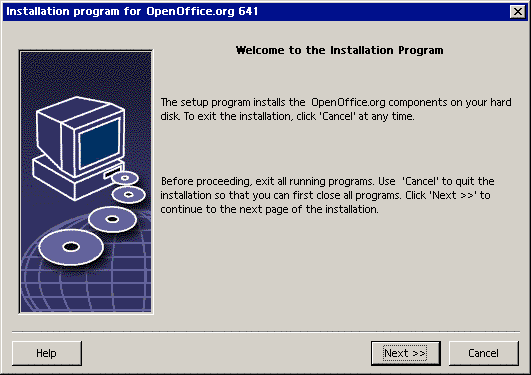 Installation program for OpenOffice.org 641
Welcome to the Installation Program
The setup program installs the  OpenOffice.org components on your hard
disk. To exit the installation, click 'Cancel' at any time.
Before proceeding, exit all running programs. Use  'Cancel' to quit the
installation so that you can first close all programs. Click 'Next >>' to
continue to the next page of the installation.
Help
Next >>
Cancel